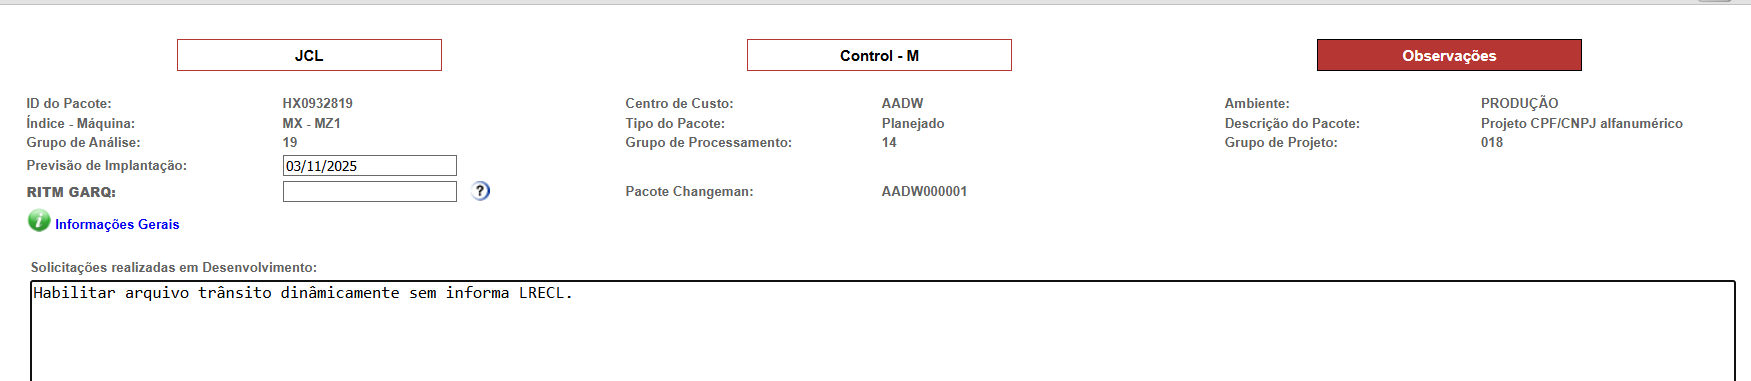 JCL Control - M Observações
ID do Pacote: HX0932819 Centro de Custo: AADW Ambiente: PRODUÇÃO
Índice - Máquina: MX - MZ1 Tipo do Pacote: Planejado Descrição do Pacote: Projeto CPF/CNPJ alfanumérico
Grupo de Análise: 19 Grupo de Processamento: 14 Grupo de Projeto: 018
Previsão de Implantação: 03/11/2025
RITM GARQ: ? Pacote Changeman: AADW000001
i Informações Gerais
Solicitações realizadas em Desenvolvimento:
Habilitar arquivo trânsito dinâmicamente sem informa LRECL.